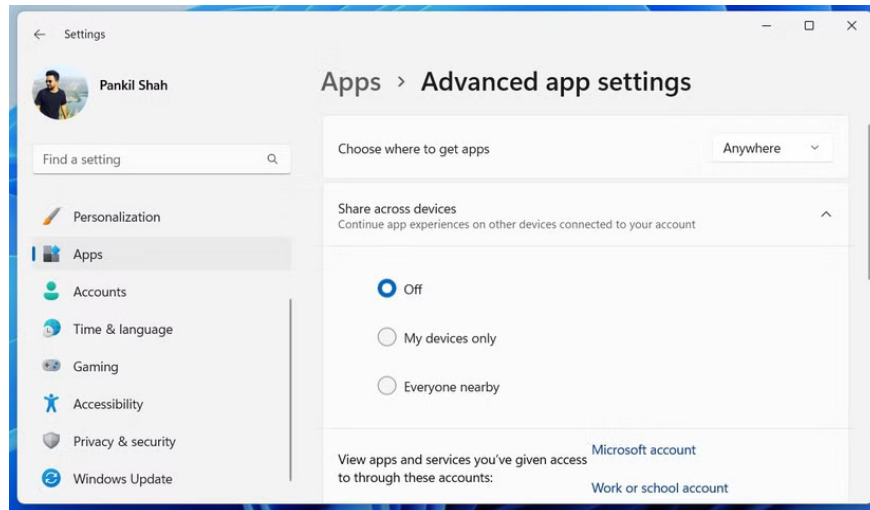 Settings
Pankil Shah
Find a setting
Personalization
Apps
Accounts
Time & language
Gaming
Accessibility
Privacy & security
Windows Update
Apps > Advanced app settings
Choose where to get apps
Anywhere
Share across devices
Continue app experiences on other devices connected to your account
Off
My devices only
Everyone nearby
View apps and services you've given access
to through these accounts:
Microsoft account
Work or school account